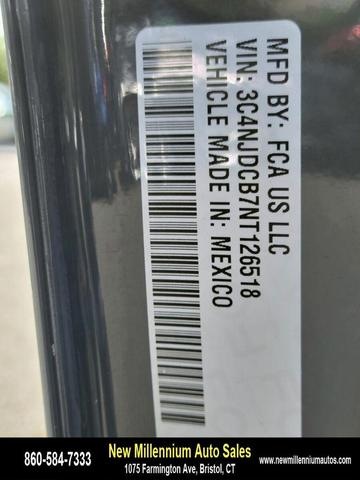 MFD BY: FCA US LLC
VIN: 3C4NJDCB7NT126518
VEHICLE MADE IN: MEXICO
860-584-7333
New Millennium Auto Sales
1075 Farmington Ave, Bristol, CT
www.newmillenniumautos.com